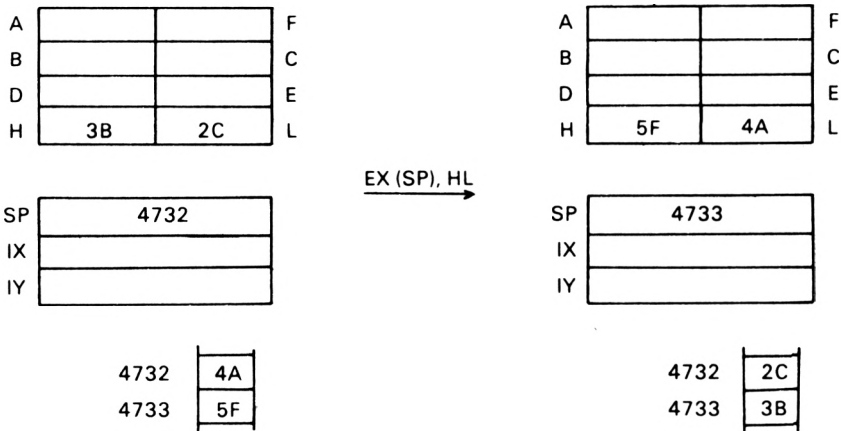 A F
B C
D E
H 3B 2C L
SP 4732
IX
IY
4732 4A
4733 5F
EX (SP), HL
A F
B C
D E
H 5F 4A L
SP 4733
IX
IY
4732 2C
4733 3B